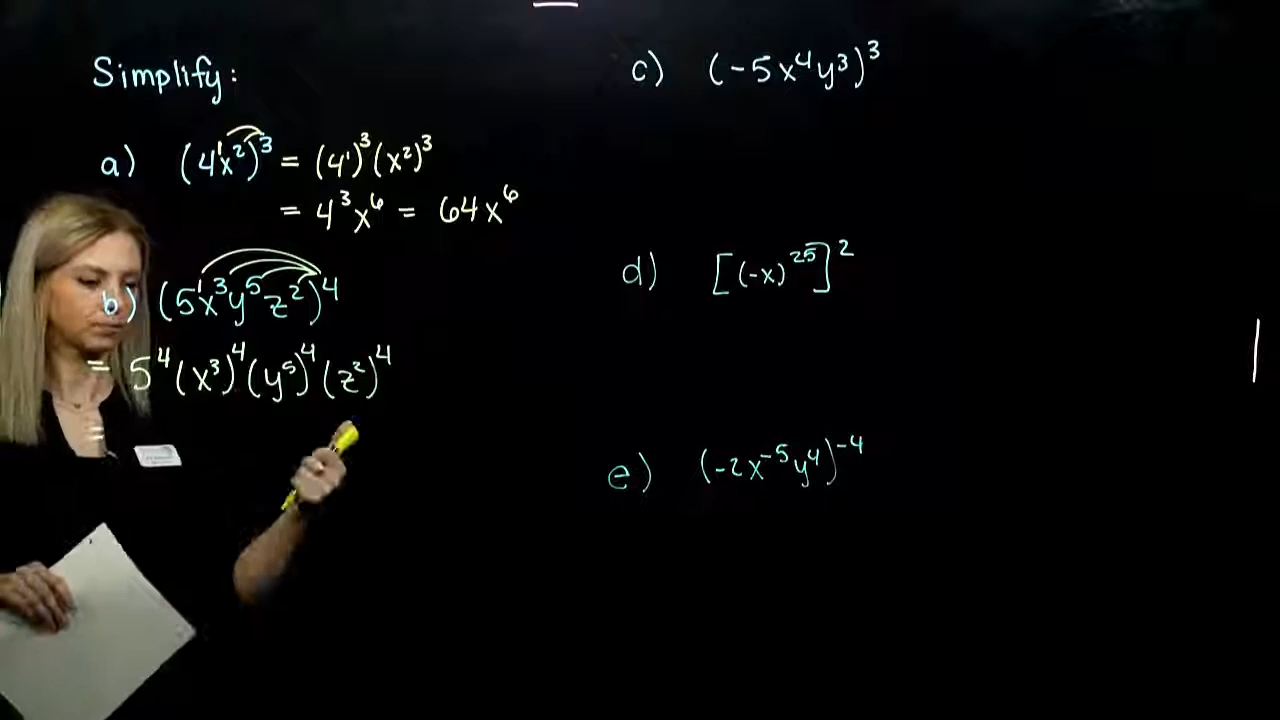 Simplify:
a) (4¹x²)³ = (4¹)³(x²)³
= 4³x⁶ = 64x⁶
b) (5¹x³y⁵z²)⁴
= 5⁴(x³)⁴(y⁵)⁴(z²)⁴
=
c) (-5x⁴y³)³
d) [(-x)²⁵]²
e) (-2x⁻⁵y⁴)⁻⁴